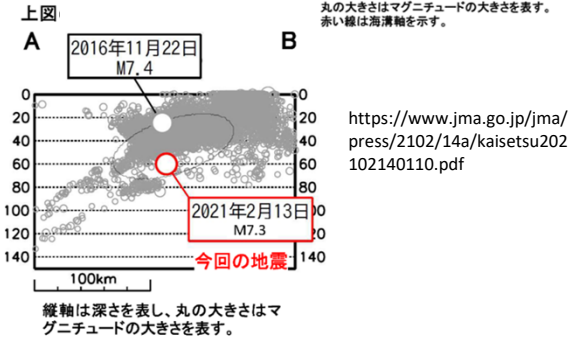 丸の大きさはマグニチュードの大きさを表す。
赤い線は海溝軸を示す。
上図
A
B
2016年11月22日
M7.4
0
20
40
60
80
100
120
140
0
20
40
60
80
20
140
2021年2月13日
M7.3
今回の地震
100km
縦軸は深さを表し、丸の大きさはマ
グニチュードの大きさを表す。
https://www.jma.go.jp/jma/
press/2102/14a/kaisetsu202
102140110.pdf